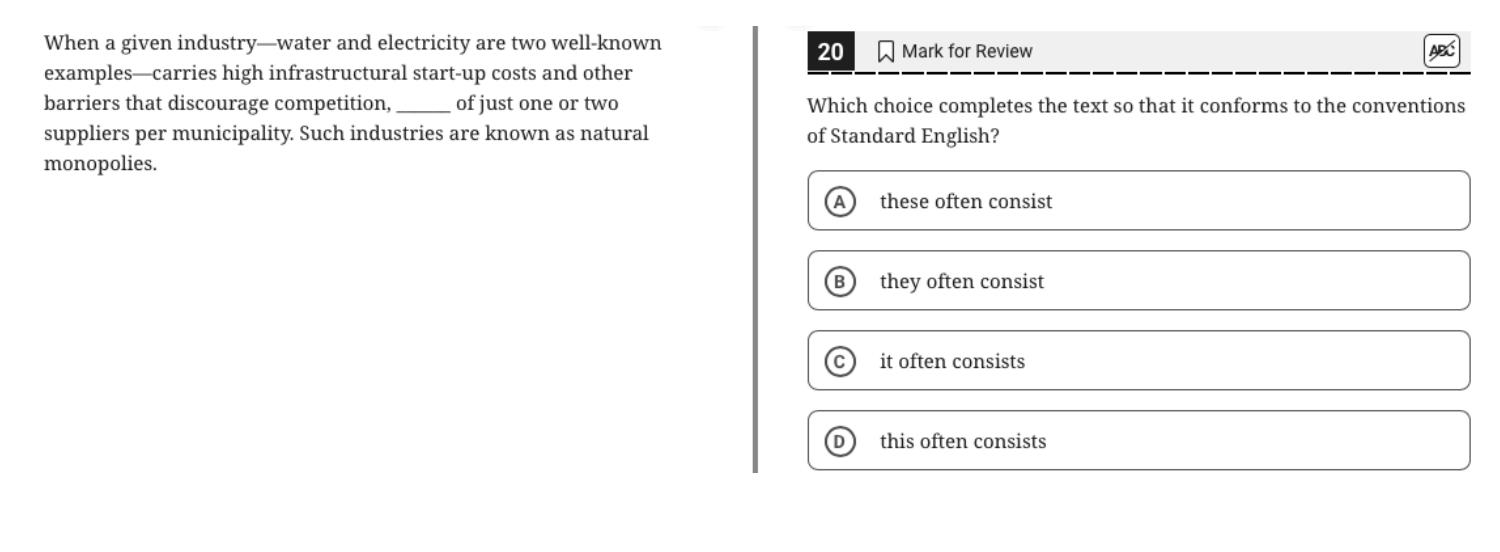 When a given industry—water and electricity are two well-known
examples—carries high infrastructural start-up costs and other
barriers that discourage competition, ______ of just one or two
suppliers per municipality. Such industries are known as natural
monopolies.
20 Mark for Review ABC
Which choice completes the text so that it conforms to the conventions
of Standard English?
A these often consist
B they often consist
C it often consists
D this often consists